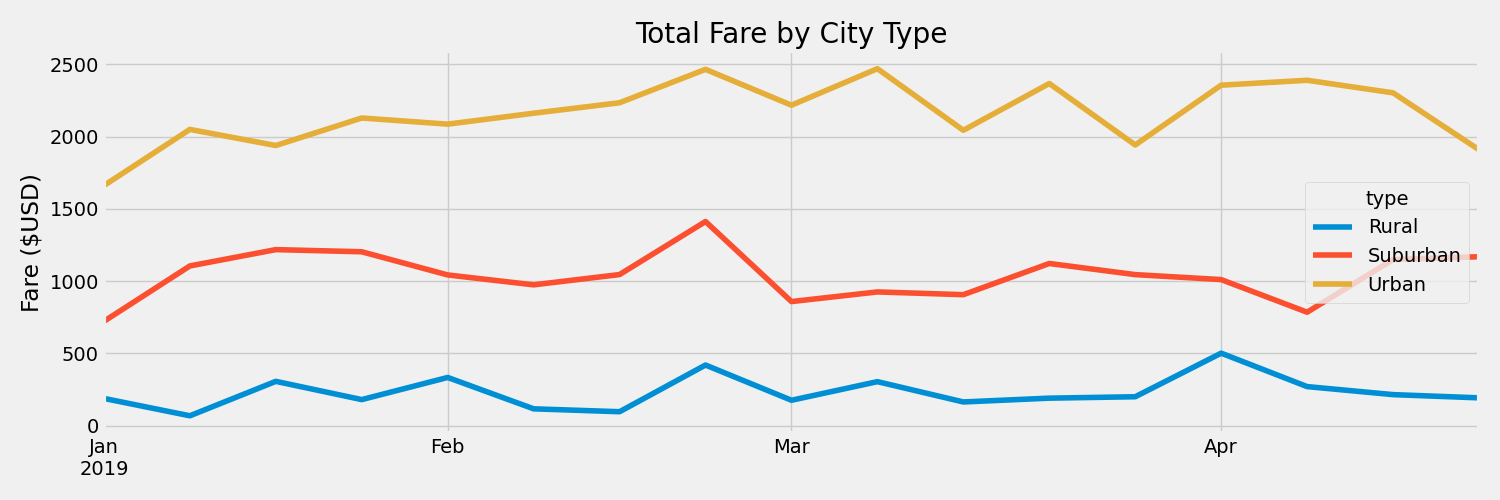 Total Fare by City Type
Fare ($USD)
2500
2000
1500
1000
500
0
type
Rural
Suburban
Urban
Jan
2019
Feb
Mar
Apr